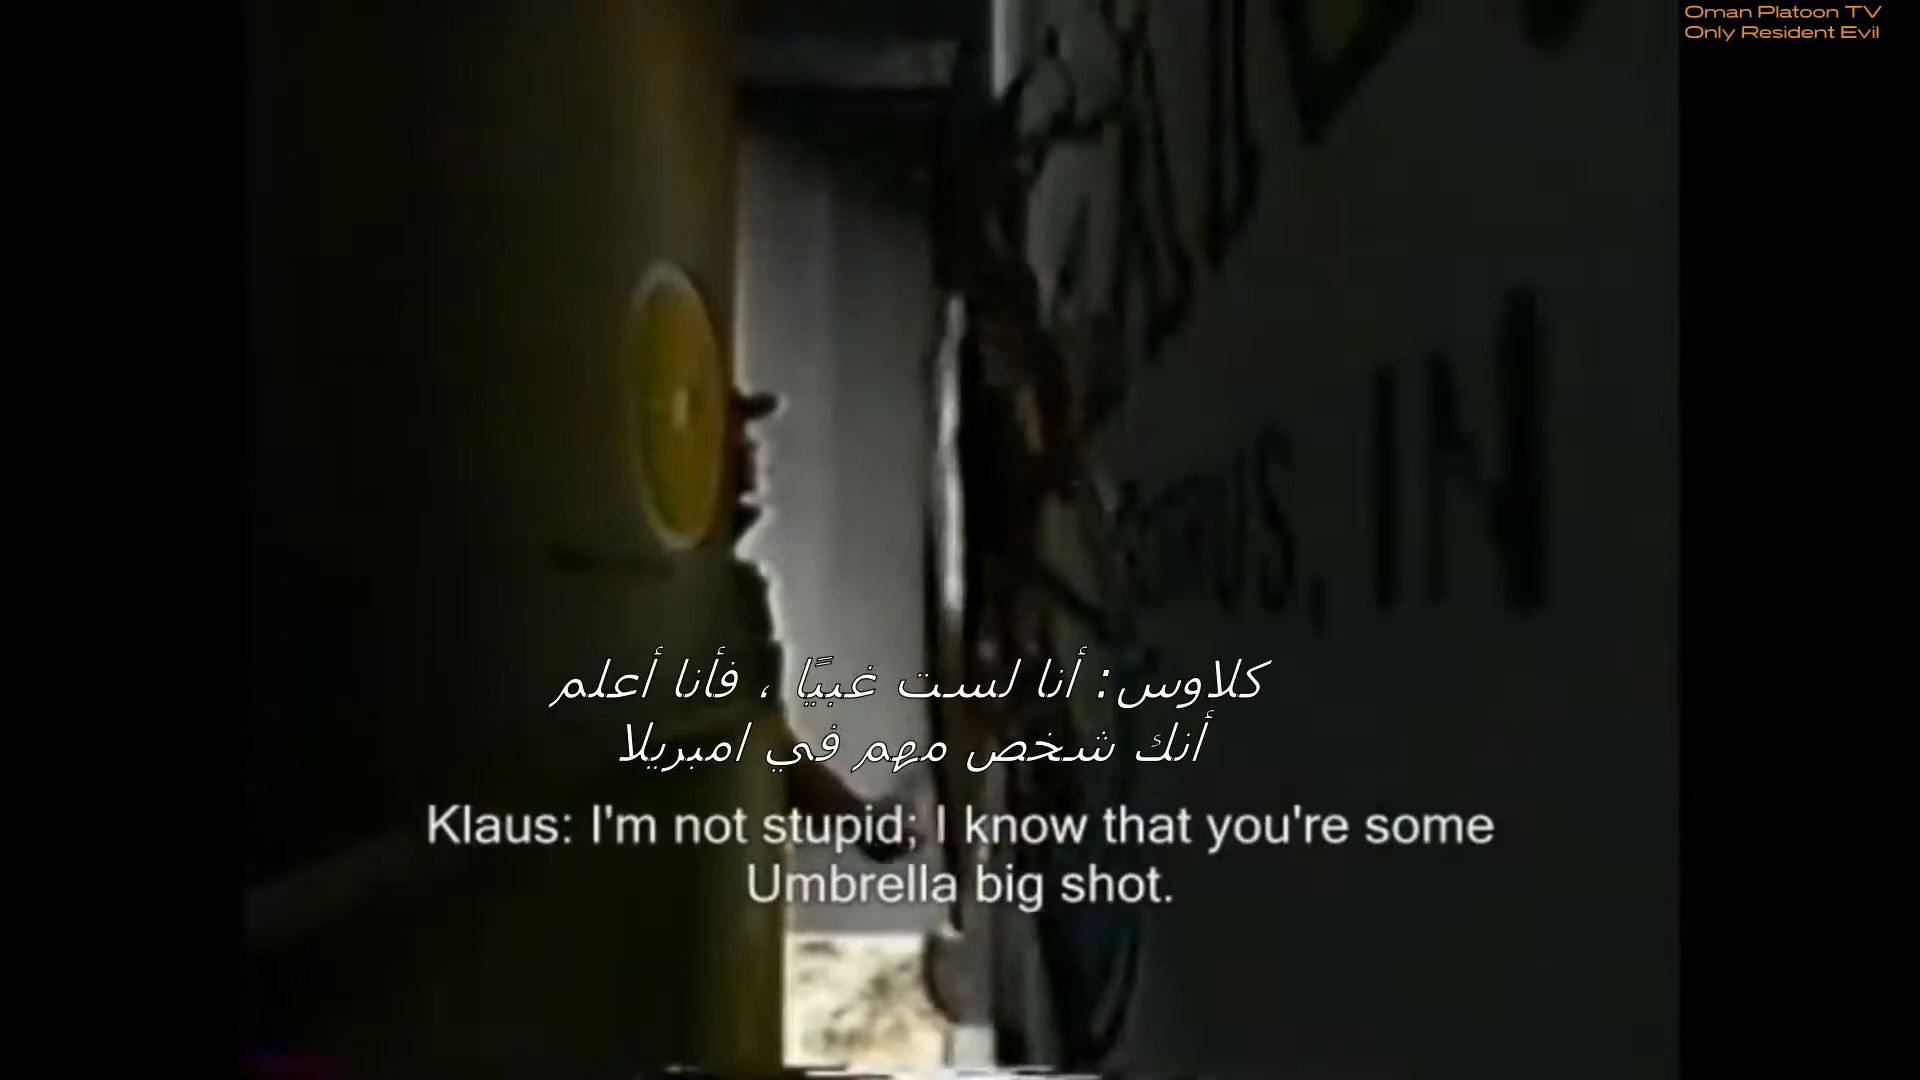 Oman Platoon TV
Only Resident Evil
كلاوس: أنا لست غبيًا ، فأنا أعلم
أنك شخص مهم في امبريلا
Klaus: I'm not stupid; I know that you're some
Umbrella big shot.